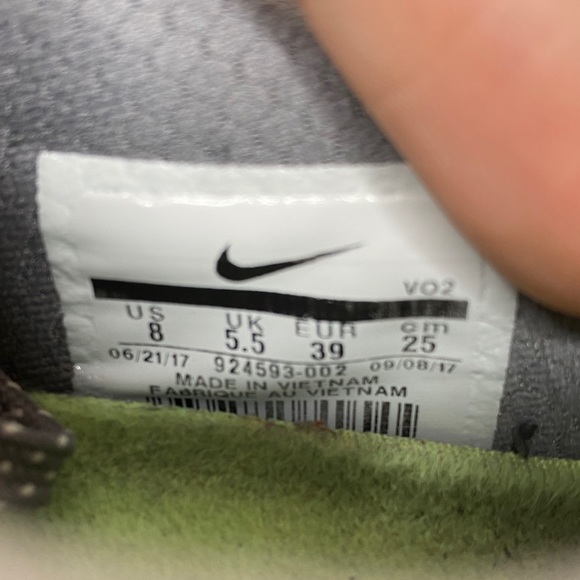 VO2
US UK EUR cm
8 5.5 39 25
06/21/17 924593-002 09/08/17
MADE IN VIETNAM
FABRIQUE AU VIETNAM